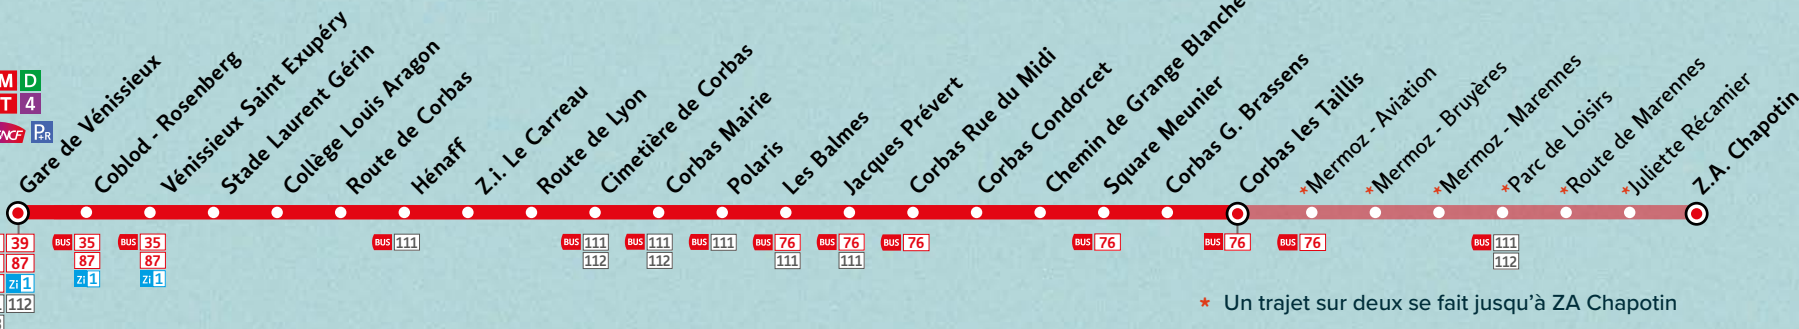 M D
T 4
SNCF P+R
Gare de Vénissieux
Coblod - Rosenberg
Vénissieux Saint Exupéry
Stade Laurent Gérin
Collège Louis Aragon
Route de Corbas
Hénaff
Z.i. Le Carreau
Route de Lyon
Cimetière de Corbas
Corbas Mairie
Polaris
Les Balmes
Jacques Prévert
Corbas Rue du Midi
Corbas Condorcet
Chemin de Grange Blanche
Square Meunier
Corbas G. Brassens
Corbas les Taillis
*Mermoz - Aviation
*Mermoz - Bruyères
*Mermoz - Marennes
*Parc de Loisirs
*Route de Marennes
*Juliette Récamier
Z.A. Chapotin
39
87
Zi 1
112
BUS 35
87
Zi 1
BUS 35
87
Zi 1
BUS 111
BUS 111
112
BUS 111
112
BUS 111
BUS 76
111
BUS 76
111
BUS 76
BUS 76
BUS 76
BUS 76
BUS 111
112
* Un trajet sur deux se fait jusqu'à ZA Chapotin